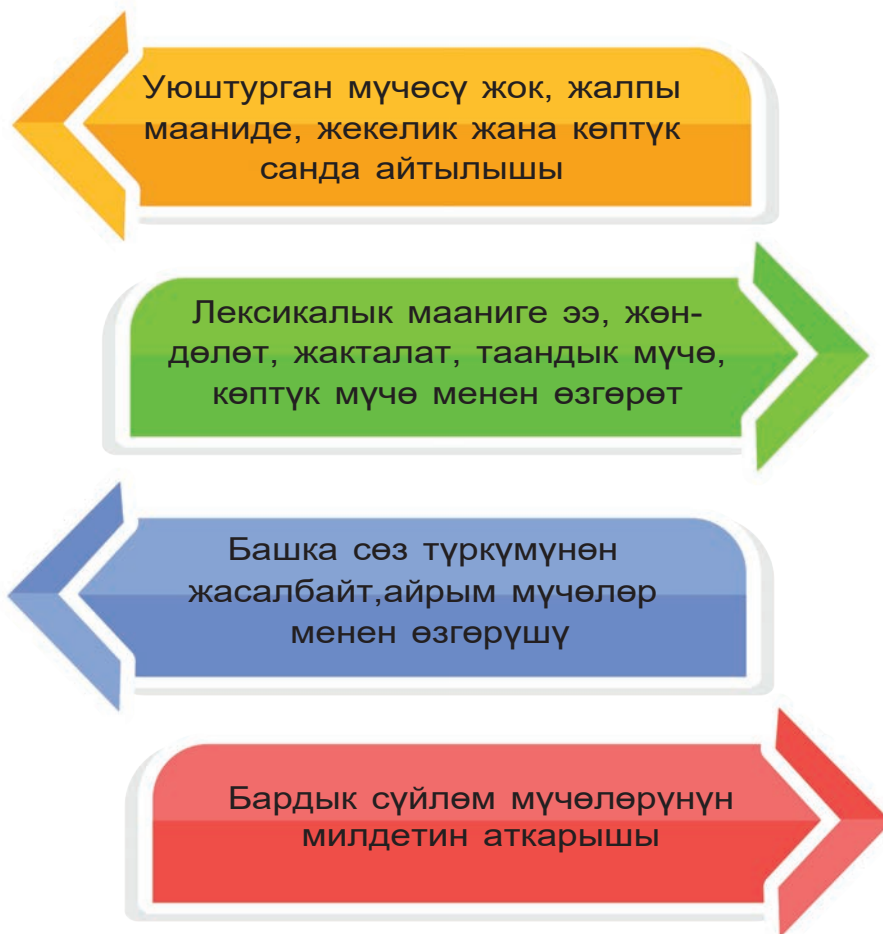 Уюштурган мүчөсү жок, жалпы
мааниде, жекелик жана көптүк
санда айтылышы
Лексикалык мааниге ээ, жөн-
дөлөт, жакталат, таандык мүчө,
көптүк мүчө менен өзгөрөт
Башка сөз түркүмүнөн
жасалбайт,айрым мүчөлөр
менен өзгөрүшү
Бардык сүйлөм мүчөлөрүнүн
милдетин аткарышы